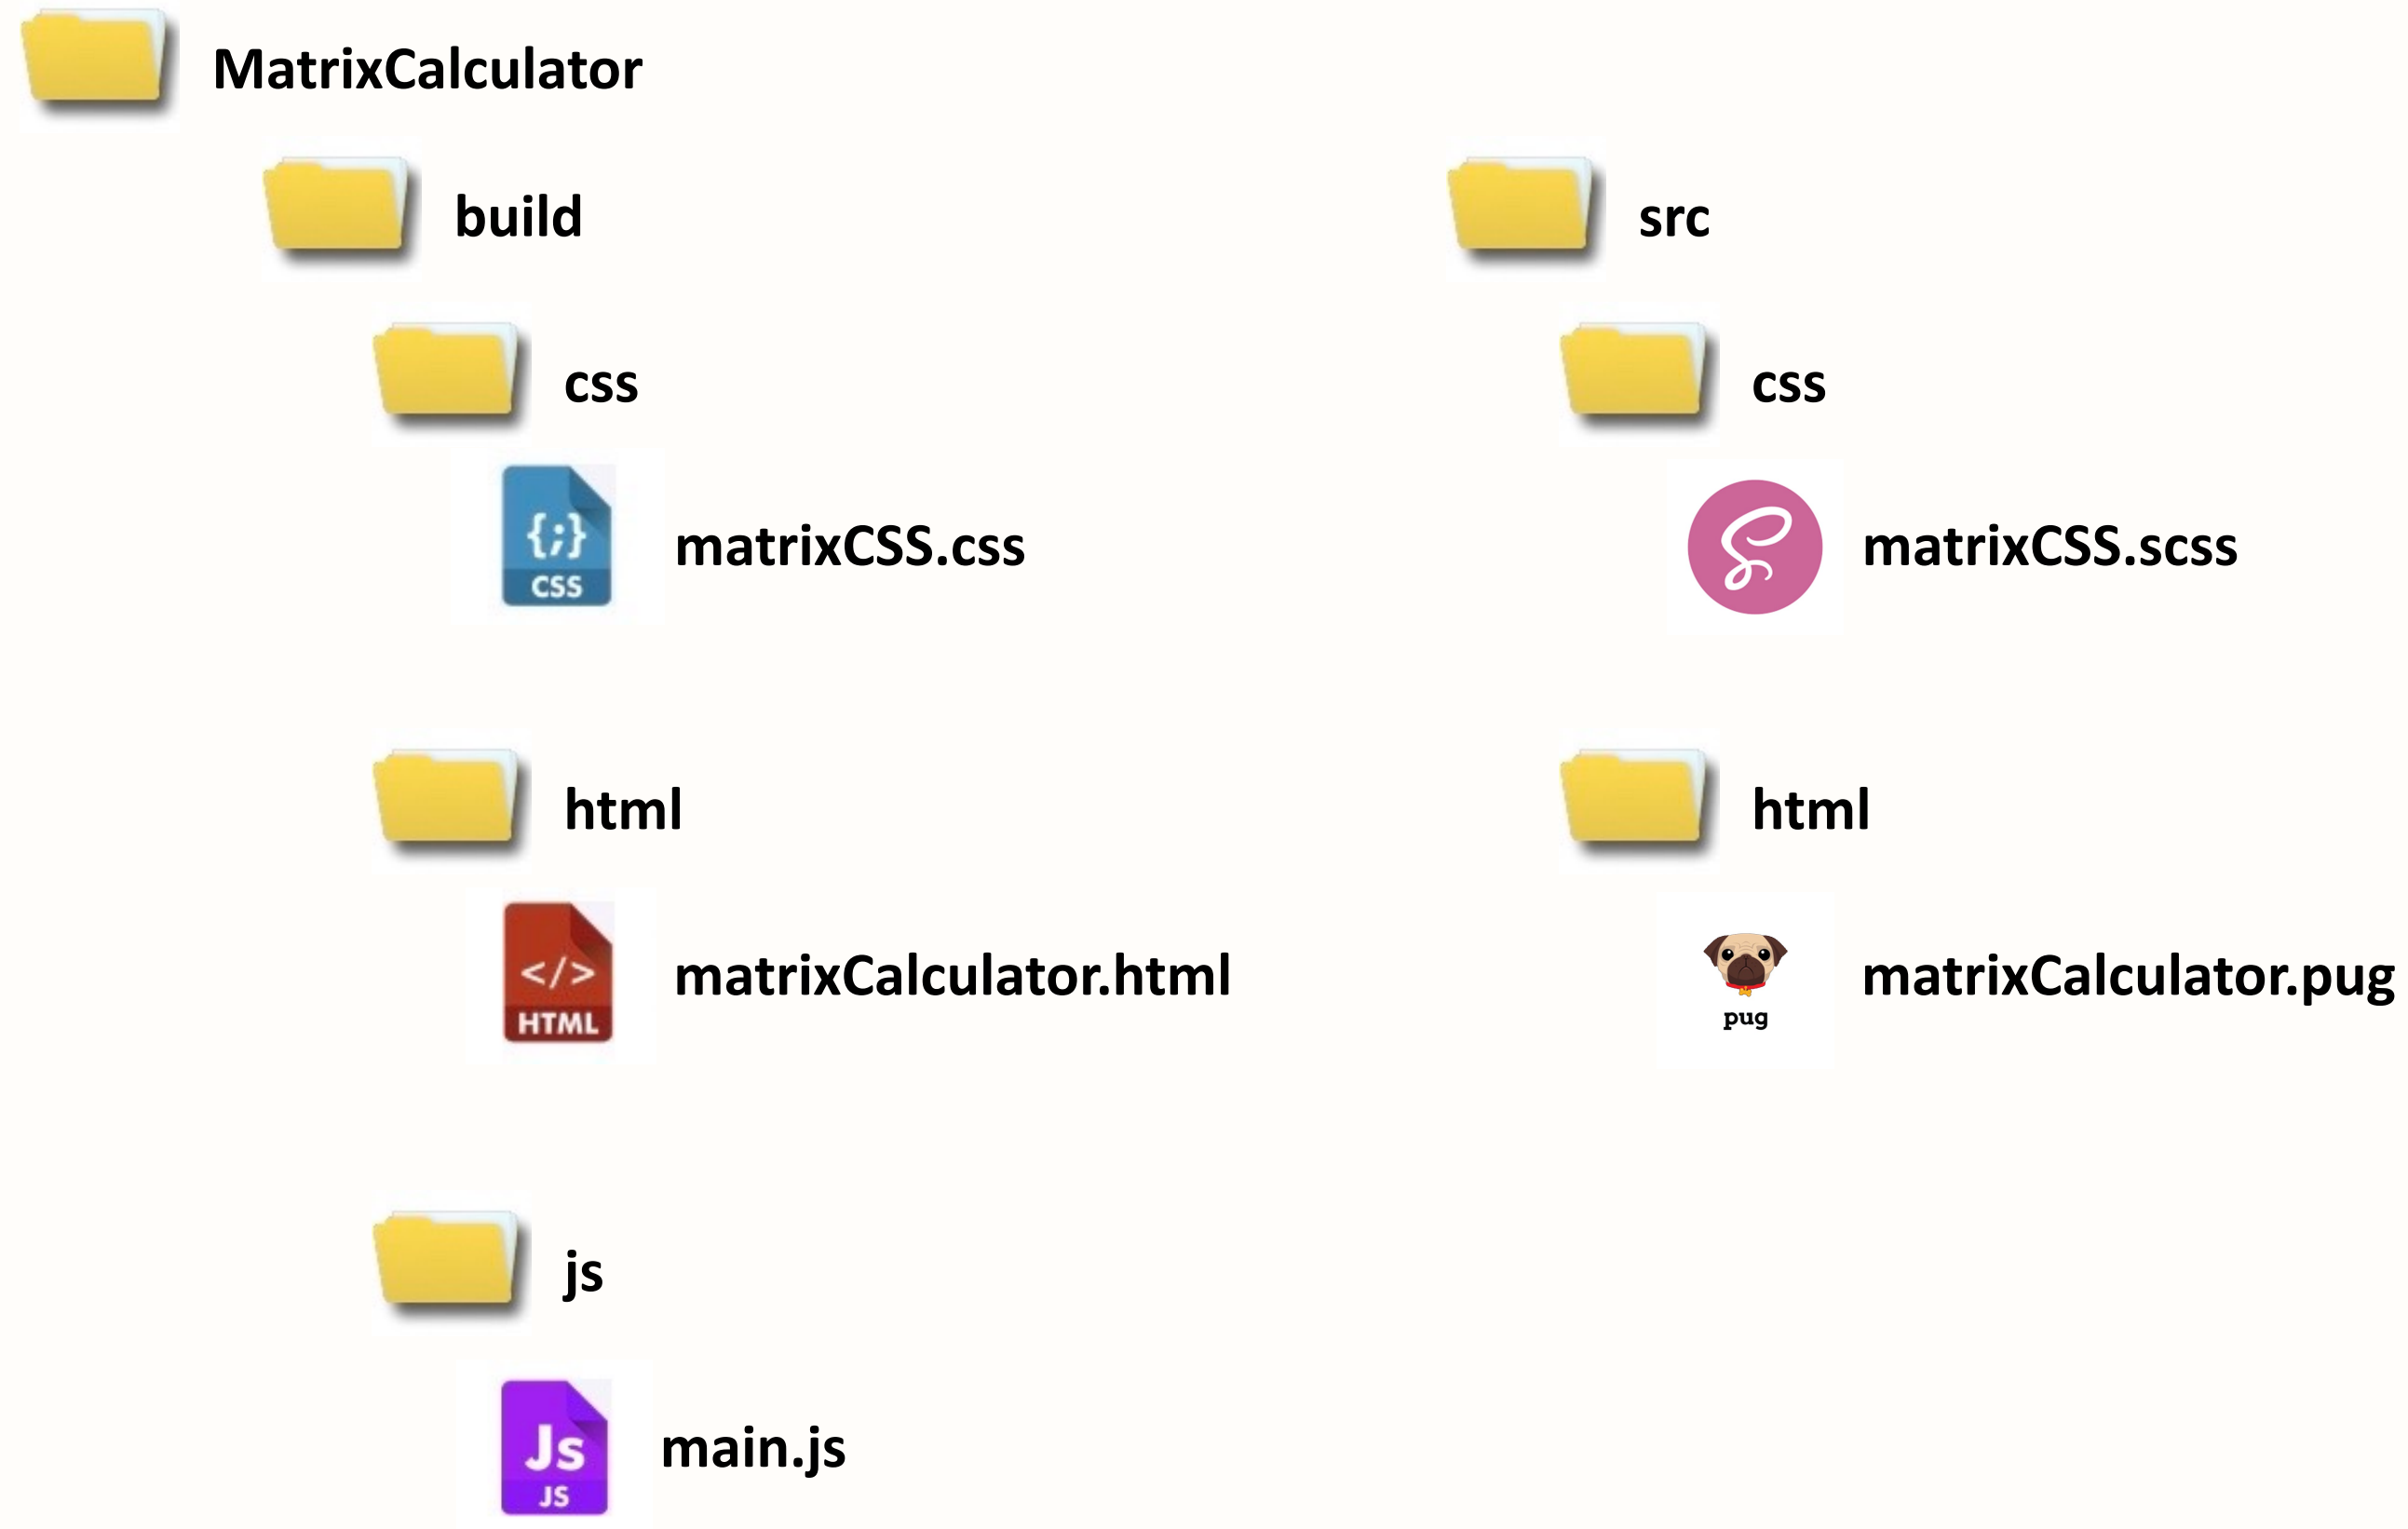 MatrixCalculator
build
src
css
css
{;}
CSS
matrixCSS.css
matrixCSS.scss
html
html
</>
HTML
matrixCalculator.html
pug
matrixCalculator.pug
js
Js
JS
main.js